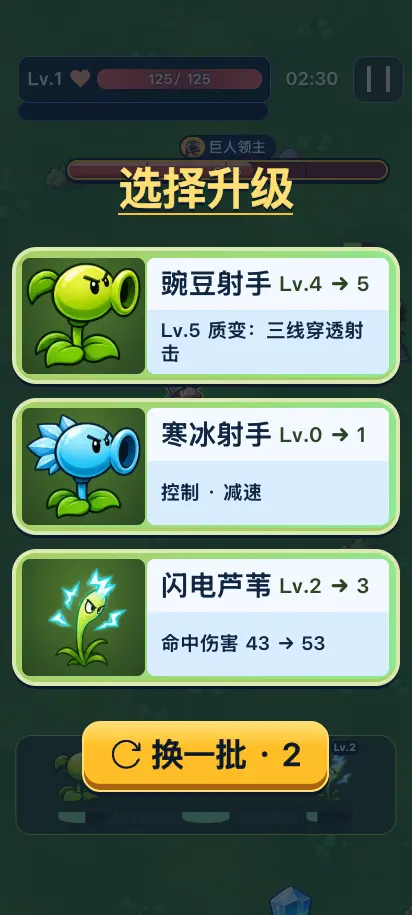 Lv.1
125/ 125
02:30
巨人领主
选择升级
豌豆射手 Lv.4 → 5
Lv.5 质变：三线穿透射
击
寒冰射手 Lv.0 → 1
控制 · 减速
闪电芦苇 Lv.2 → 3
命中伤害 43 → 53
换一批 · 2
Lv.2